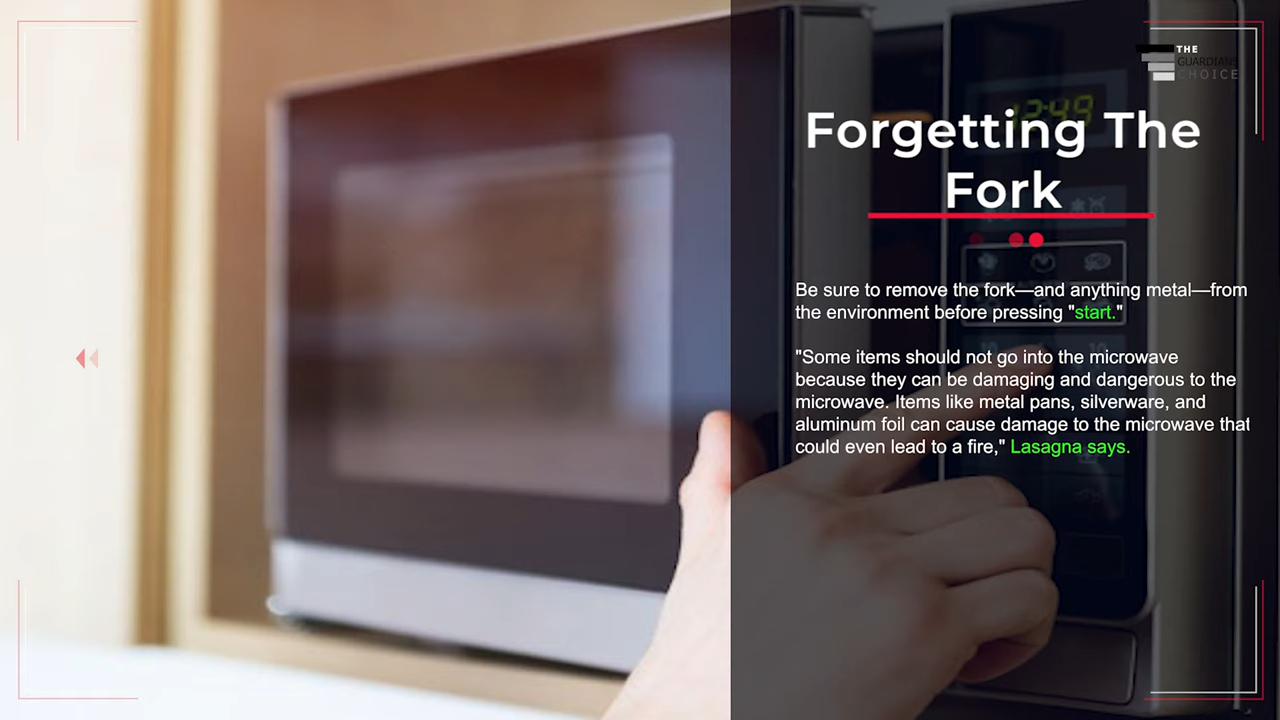 THE
GUARDIANS
CHOICE
12:49
Forgetting The
Fork
Be sure to remove the fork—and anything metal—from
the environment before pressing "start."
"Some items should not go into the microwave
because they can be damaging and dangerous to the
microwave. Items like metal pans, silverware, and
aluminum foil can cause damage to the microwave that
could even lead to a fire," Lasagna says.